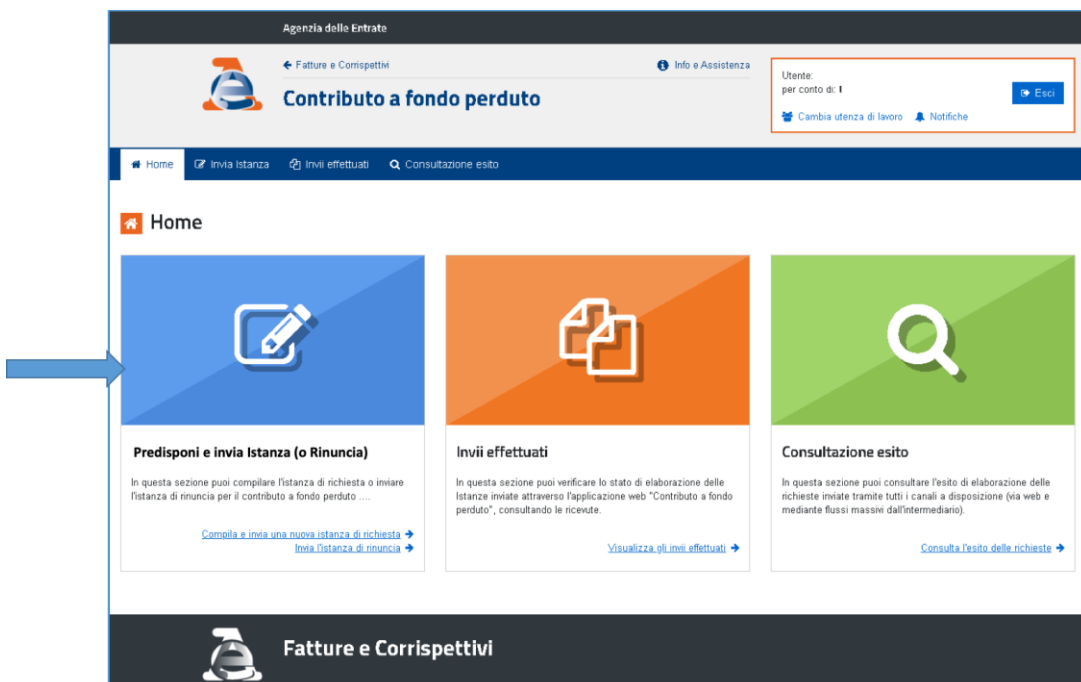 Agenzia delle Entrate
Fatture e Corrispettivi
Info e Assistenza
Contributo a fondo perduto
Utente:
per conto di: I
Esci
Cambia utenza di lavoro Notifiche
Home Invia Istanza Invii effettuati Consultazione esito
Home
Predisponi e invia Istanza (o Rinuncia)
In questa sezione puoi compilare l'istanza di richiesta o inviare
l'istanza di rinuncia per il contributo a fondo perduto ....
Compila e invia una nuova istanza di richiesta
Invia l'istanza di rinuncia
Invii effettuati
In questa sezione puoi verificare lo stato di elaborazione delle
Istanze inviate attraverso l'applicazione web "Contributo a fondo
perduto", consultando le ricevute.
Visualizza gli invii effettuati
Consultazione esito
In questa sezione puoi consultare l'esito di elaborazione delle
richieste inviate tramite tutti i canali a disposizione (via web e
mediante flussi massivi dall'intermediario).
Consulta l'esito delle richieste
Fatture e Corrispettivi